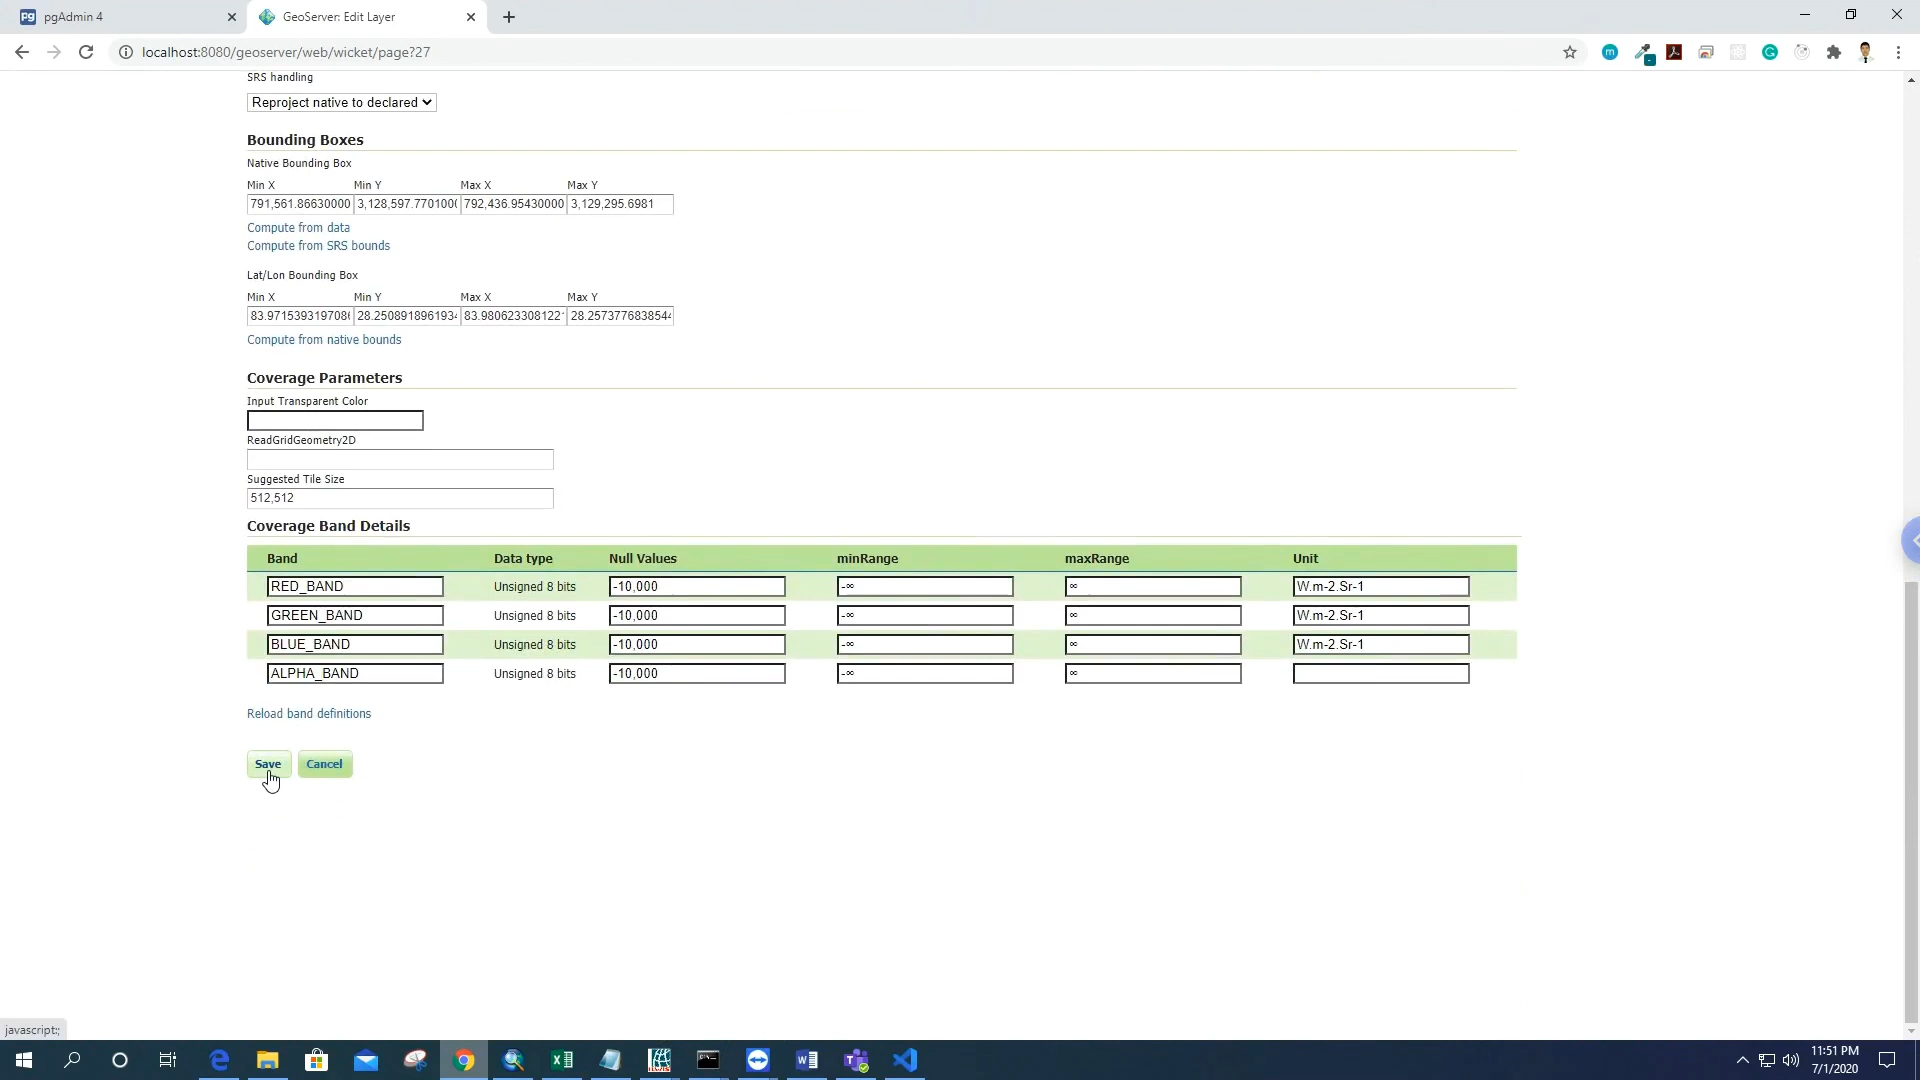 pgAdmin 4
GeoServer: Edit Layer
localhost:8080/geoserver/web/wicket/page?27
SRS handling
Reproject native to declared
Bounding Boxes
Native Bounding Box
Min X Min Y Max X Max Y
791,561.86630000 3,128,597.7701000 792,436.95430000 3,129,295.6981
Compute from data
Compute from SRS bounds
Lat/Lon Bounding Box
Min X Min Y Max X Max Y
83.9715393197086 28.2508918961934 83.9806233081221 28.2573776838544
Compute from native bounds
Coverage Parameters
Input Transparent Color
ReadGridGeometry2D
Suggested Tile Size
512,512
Coverage Band Details
Band Data type Null Values minRange maxRange Unit
RED_BAND Unsigned 8 bits -10,000 -∞ ∞ W.m-2.Sr-1
GREEN_BAND Unsigned 8 bits -10,000 -∞ ∞ W.m-2.Sr-1
BLUE_BAND Unsigned 8 bits -10,000 -∞ ∞ W.m-2.Sr-1
ALPHA_BAND Unsigned 8 bits -10,000 -∞ ∞
Reload band definitions
Save Cancel
javascript:;
11:51 PM
7/1/2020